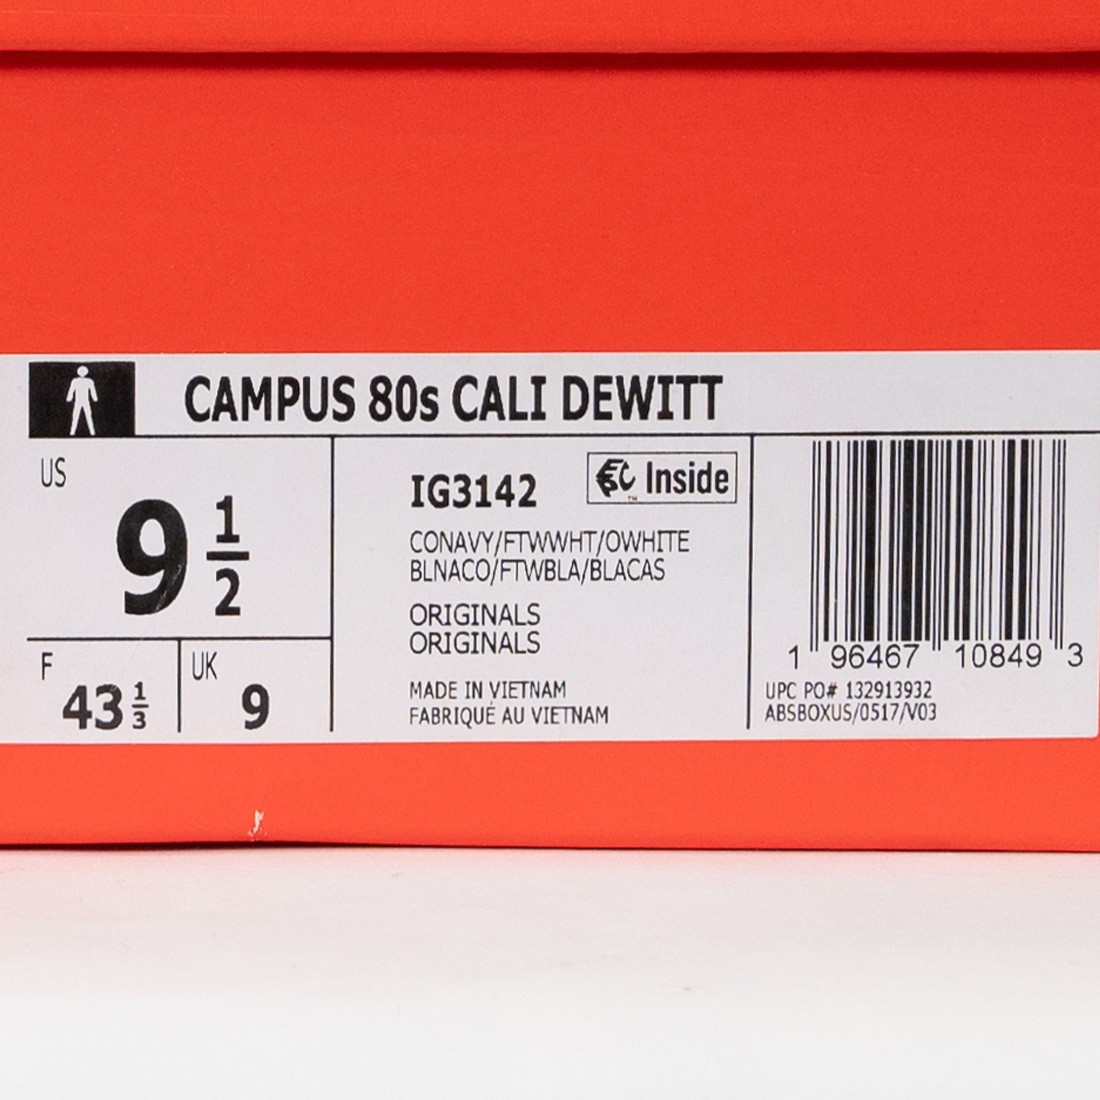 CAMPUS 80s CALI DEWITT
US
9 1/2
F
43 1/3
UK
9
IG3142
Inside
CONAVY/FTWWHT/OWHITE
BLNACO/FTWBLA/BLACAS
ORIGINALS
ORIGINALS
MADE IN VIETNAM
FABRIQUÉ AU VIETNAM
1 96467 10849 3
UPC PO# 132913932
ABSBOXUS/0517/V03